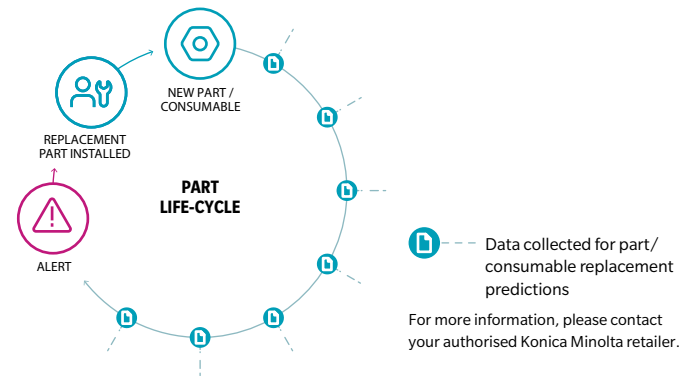 NEW PART /
CONSUMABLE
REPLACEMENT
PART INSTALLED
PART
LIFE-CYCLE
ALERT
Data collected for part/
consumable replacement
predictions
For more information, please contact
your authorised Konica Minolta retailer.